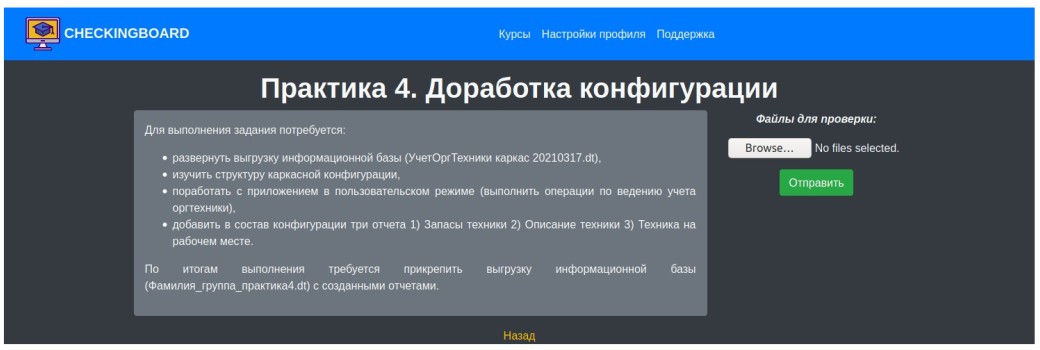 CHECKINGBOARD
Курсы Настройки профиля Поддержка
Практика 4. Доработка конфигурации
Для выполнения задания потребуется:
• развернуть выгрузку информационной базы (УчетОргТехники каркас 20210317.dt),
• изучить структуру каркасной конфигурации,
• поработать с приложением в пользовательском режиме (выполнить операции по ведению учета
оргтехники),
• добавить в состав конфигурации три отчета 1) Запасы техники 2) Описание техники 3) Техника на
рабочем месте.
По итогам выполнения требуется прикрепить выгрузку информационной базы
(Фамилия_группа_практика4.dt) с созданными отчетами.
Файлы для проверки:
Browse... No files selected.
Отправить
Назад